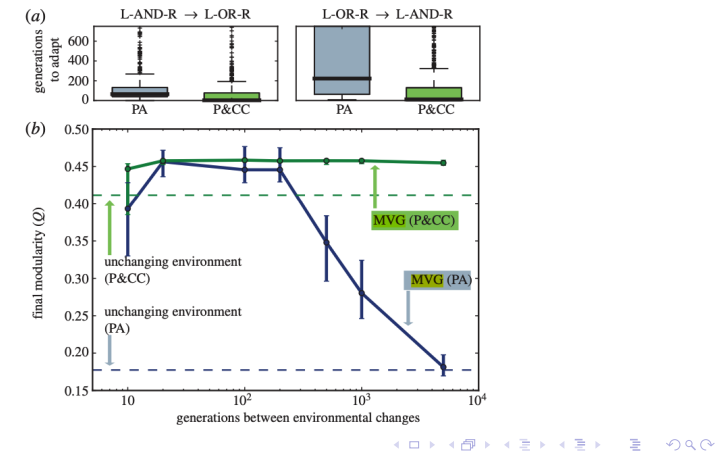 (a) L-AND-R → L-OR-R L-OR-R → L-AND-R
generations
to adapt
600
400
200
0
PA P&CC PA P&CC
(b) 0.50
0.45
0.40
0.35
0.30
0.25
0.20
0.15
final modularity (Q)
MVG (P&CC)
unchanging environment
(P&CC)
MVG (PA)
unchanging environment
(PA)
10 10² 10³ 10⁴
generations between environmental changes